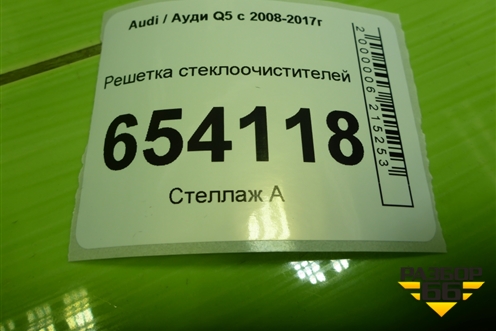 Audi / Ауди Q5 с 2008-2017г
Решетка стеклоочистителей
654118
Стеллаж А
2000006215253
РАЗБОР
66